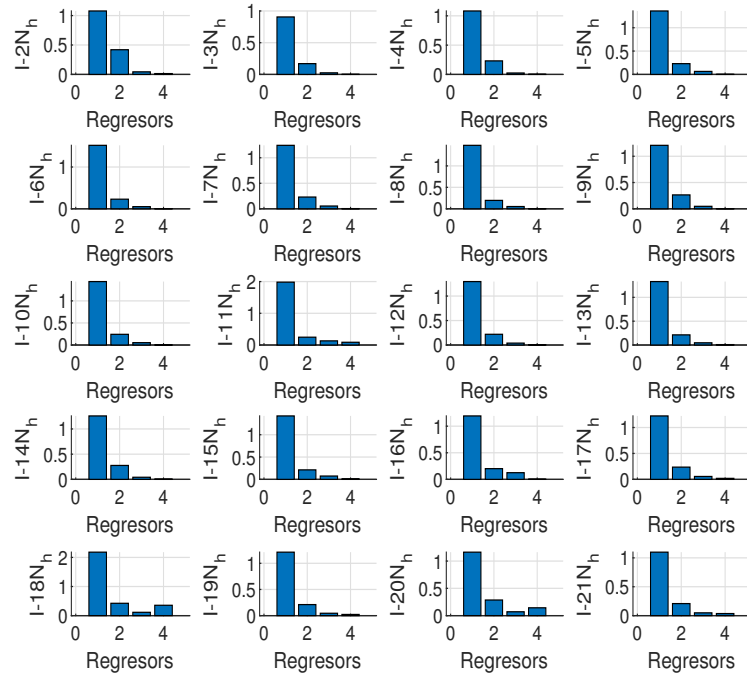 I-2N_h 1 0.5 0 0 2 4 Regresors
I-3N_h 1 0.5 0 0 2 4 Regresors
I-4N_h 1 0.5 0 0 2 4 Regresors
I-5N_h 1 0.5 0 0 2 4 Regresors
I-6N_h 1 0 0 2 4 Regresors
I-7N_h 1 0.5 0 0 2 4 Regresors
I-8N_h 1 0.5 0 0 2 4 Regresors
I-9N_h 1 0.5 0 0 2 4 Regresors
I-10N_h 1 0.5 0 0 2 4 Regresors
I-11N_h 2 1 0 0 2 4 Regresors
I-12N_h 1 0.5 0 0 2 4 Regresors
I-13N_h 1 0.5 0 0 2 4 Regresors
I-14N_h 1 0.5 0 0 2 4 Regresors
I-15N_h 1 0.5 0 0 2 4 Regresors
I-16N_h 1 0.5 0 0 2 4 Regresors
I-17N_h 1 0.5 0 0 2 4 Regresors
I-18N_h 2 1 0 0 2 4 Regresors
I-19N_h 1 0.5 0 0 2 4 Regresors
I-20N_h 1 0.5 0 0 2 4 Regresors
I-21N_h 1 0.5 0 0 2 4 Regresors